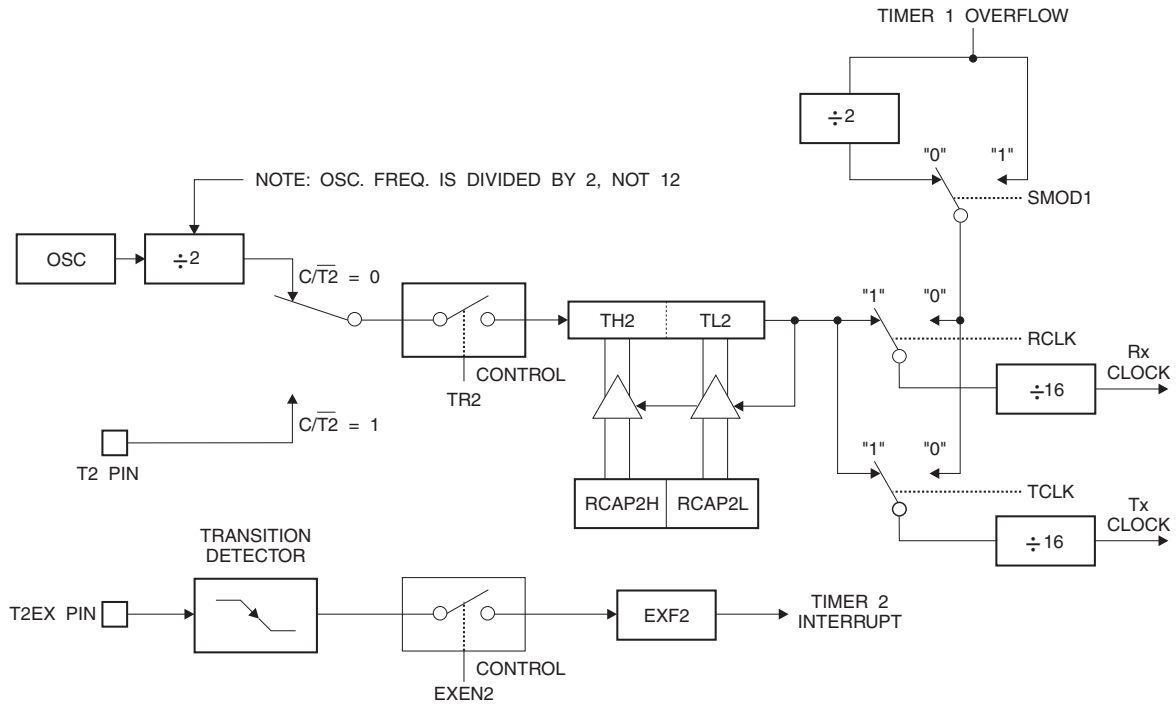 TIMER 1 OVERFLOW
÷2
"0" "1"
NOTE: OSC. FREQ. IS DIVIDED BY 2, NOT 12
SMOD1
OSC
÷2
C/T2 = 0
TH2 TL2
"1" "0"
RCLK
CONTROL
TR2
Rx
CLOCK
÷16
C/T2 = 1
T2 PIN
"1" "0"
TCLK
RCAP2H RCAP2L
Tx
CLOCK
÷16
TRANSITION
DETECTOR
T2EX PIN
EXF2
TIMER 2
INTERRUPT
CONTROL
EXEN2